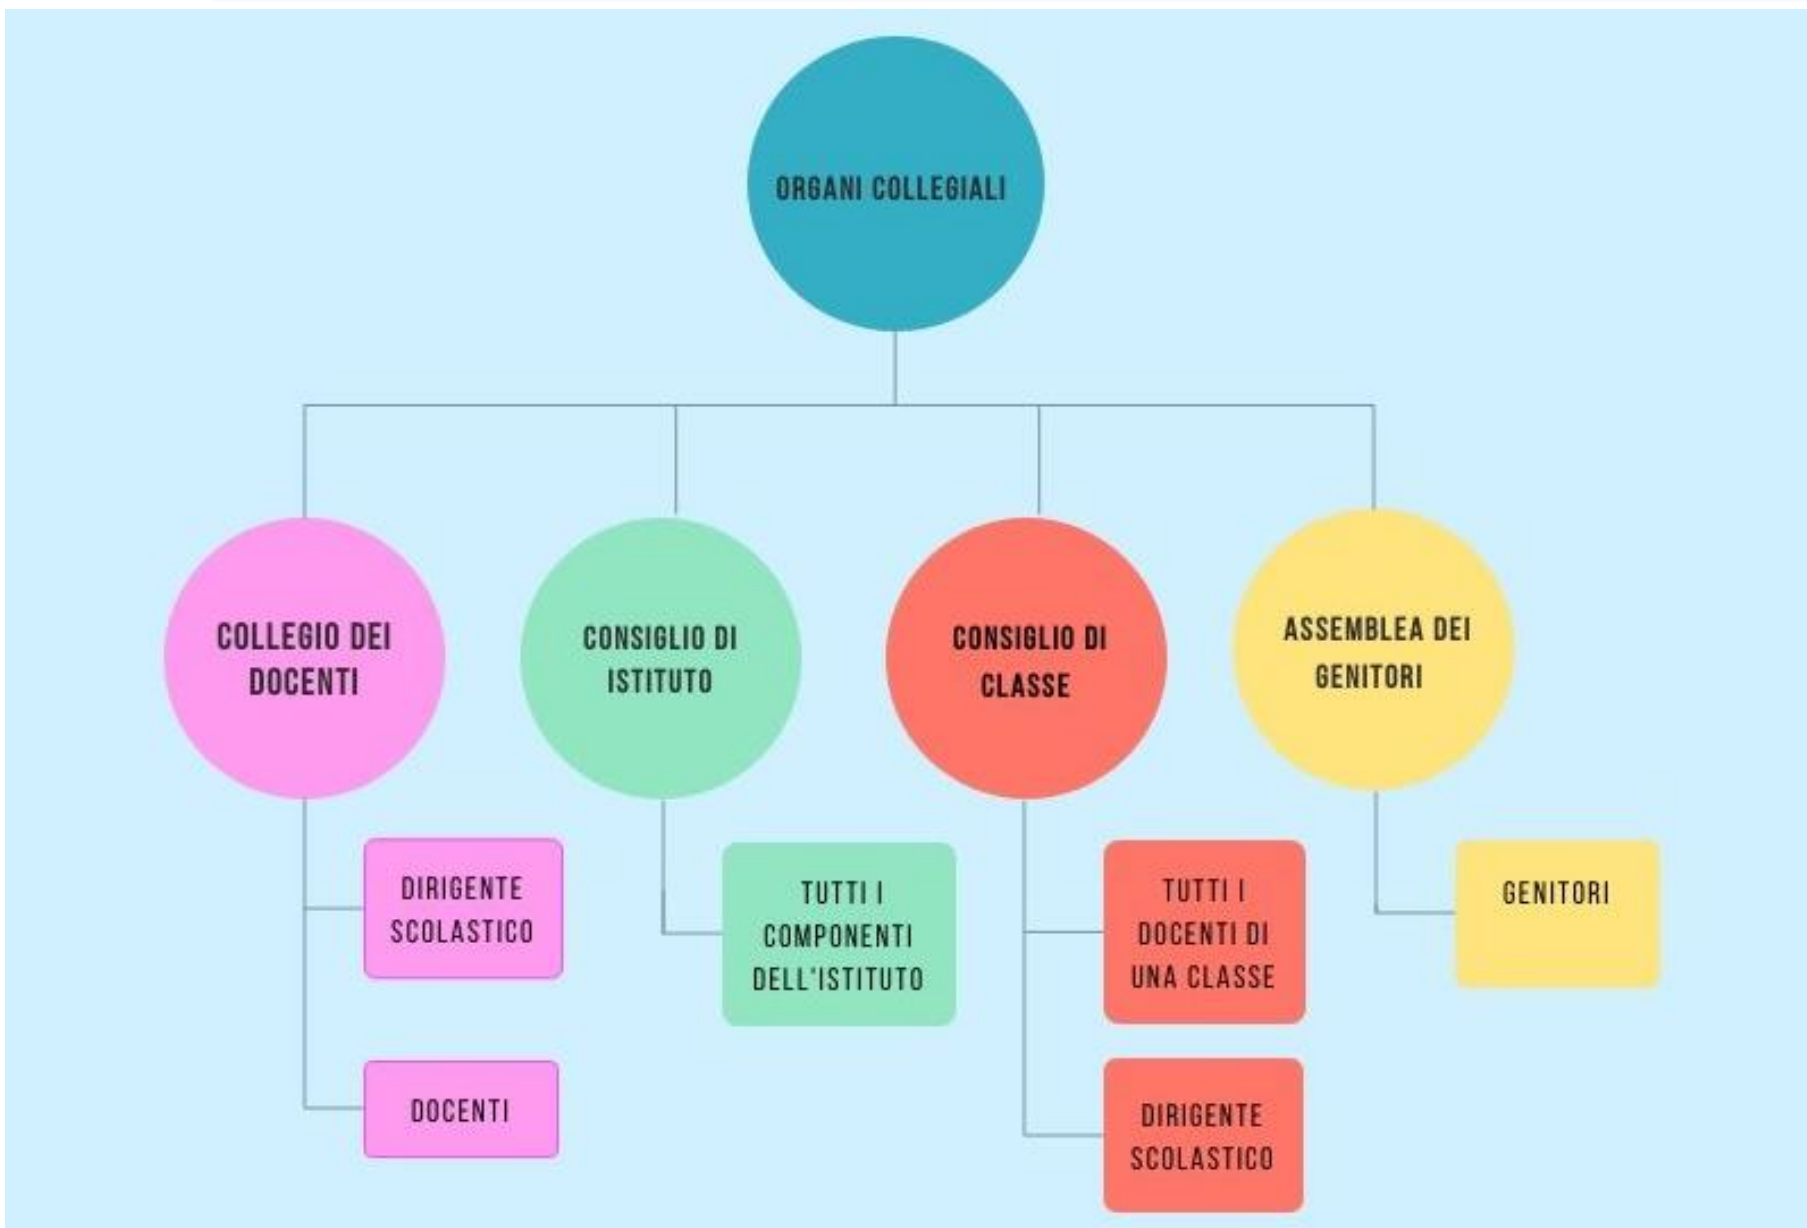 ORGANI COLLEGIALI
COLLEGIO DEI
DOCENTI
CONSIGLIO DI
ISTITUTO
CONSIGLIO DI
CLASSE
ASSEMBLEA DEI
GENITORI
DIRIGENTE
SCOLASTICO
DOCENTI
TUTTI I
COMPONENTI
DELL'ISTITUTO
TUTTI I
DOCENTI DI
UNA CLASSE
DIRIGENTE
SCOLASTICO
GENITORI